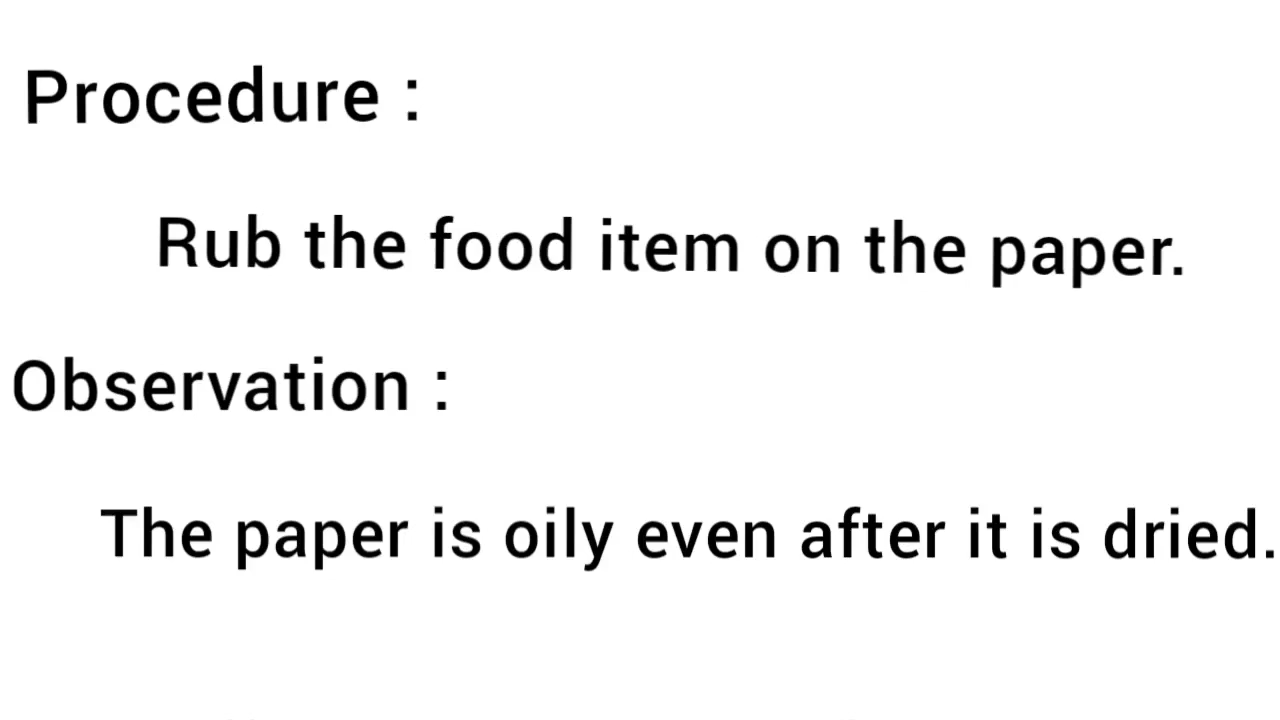 Procedure :
Rub the food item on the paper.
Observation :
The paper is oily even after it is dried.